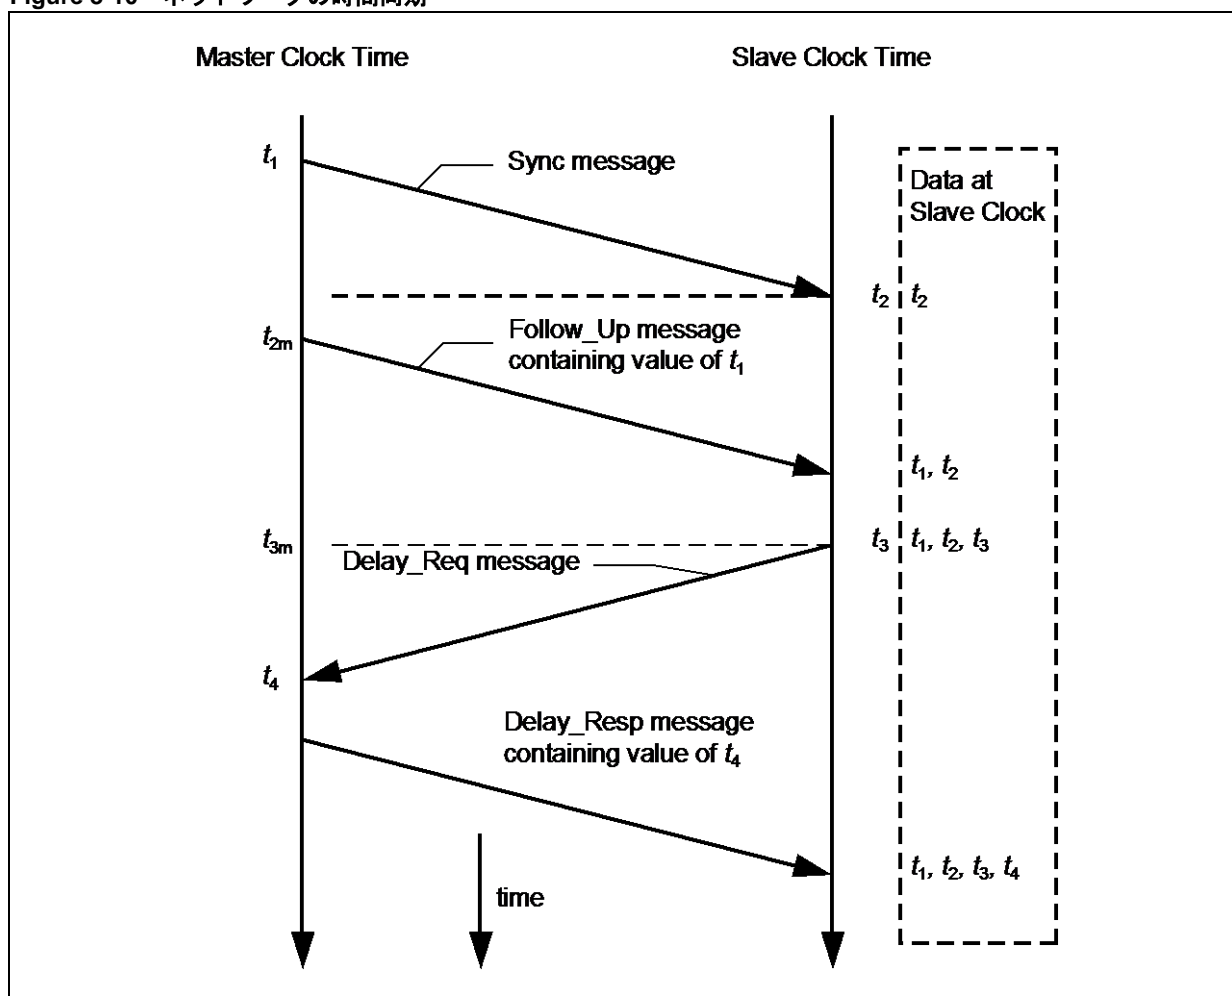 Master Clock Time
Slave Clock Time
t1
Sync message
Data at
Slave Clock
t2
t2
t2m
Follow_Up message
containing value of t1
t1, t2
t3m
t3
t1, t2, t3
Delay_Req message
t4
Delay_Resp message
containing value of t4
t1, t2, t3, t4
time